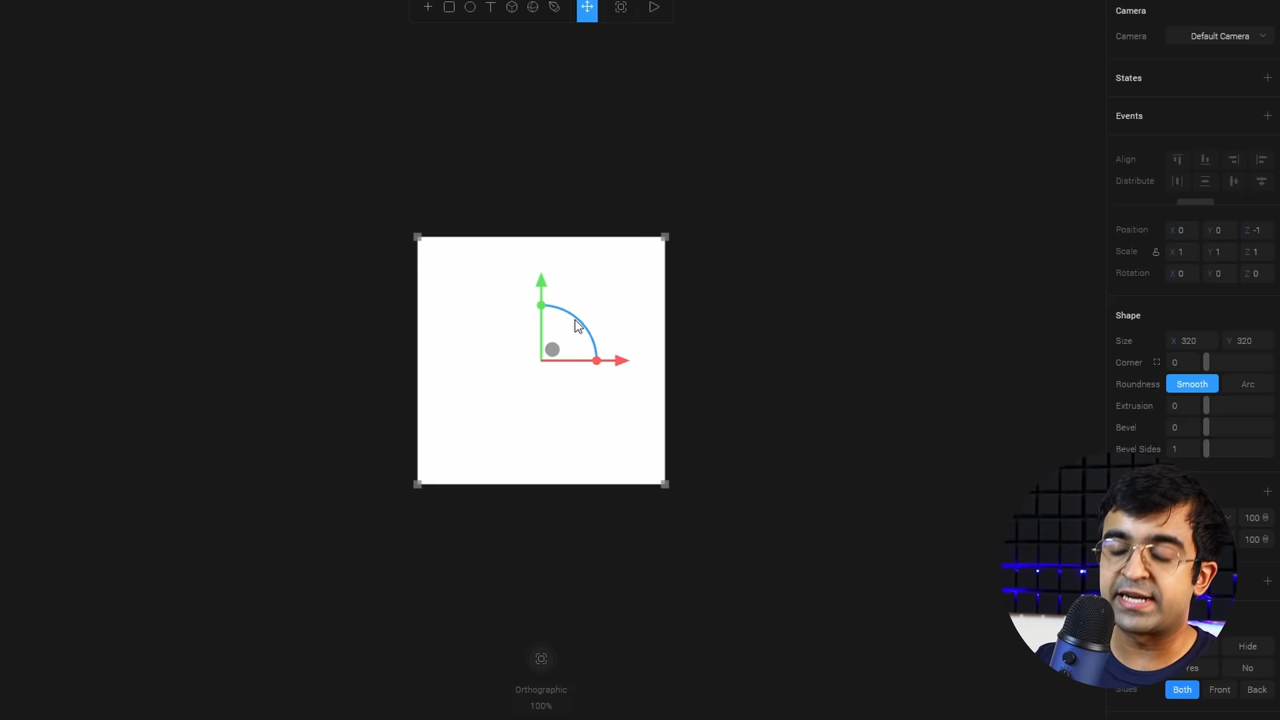 Camera
Camera Default Camera
States
Events
Align
Distribute
Position X 0 Y 0 Z -1
Scale X 1 Y 1 Z 1
Rotation X 0 Y 0 Z 0
Shape
Size X 320 Y 320
Corner 0
Roundness Smooth Arc
Extrusion 0
Bevel 0
Bevel Sides 1
100
100
Hide
Yes No
Sides Both Front Back
Orthographic
100%